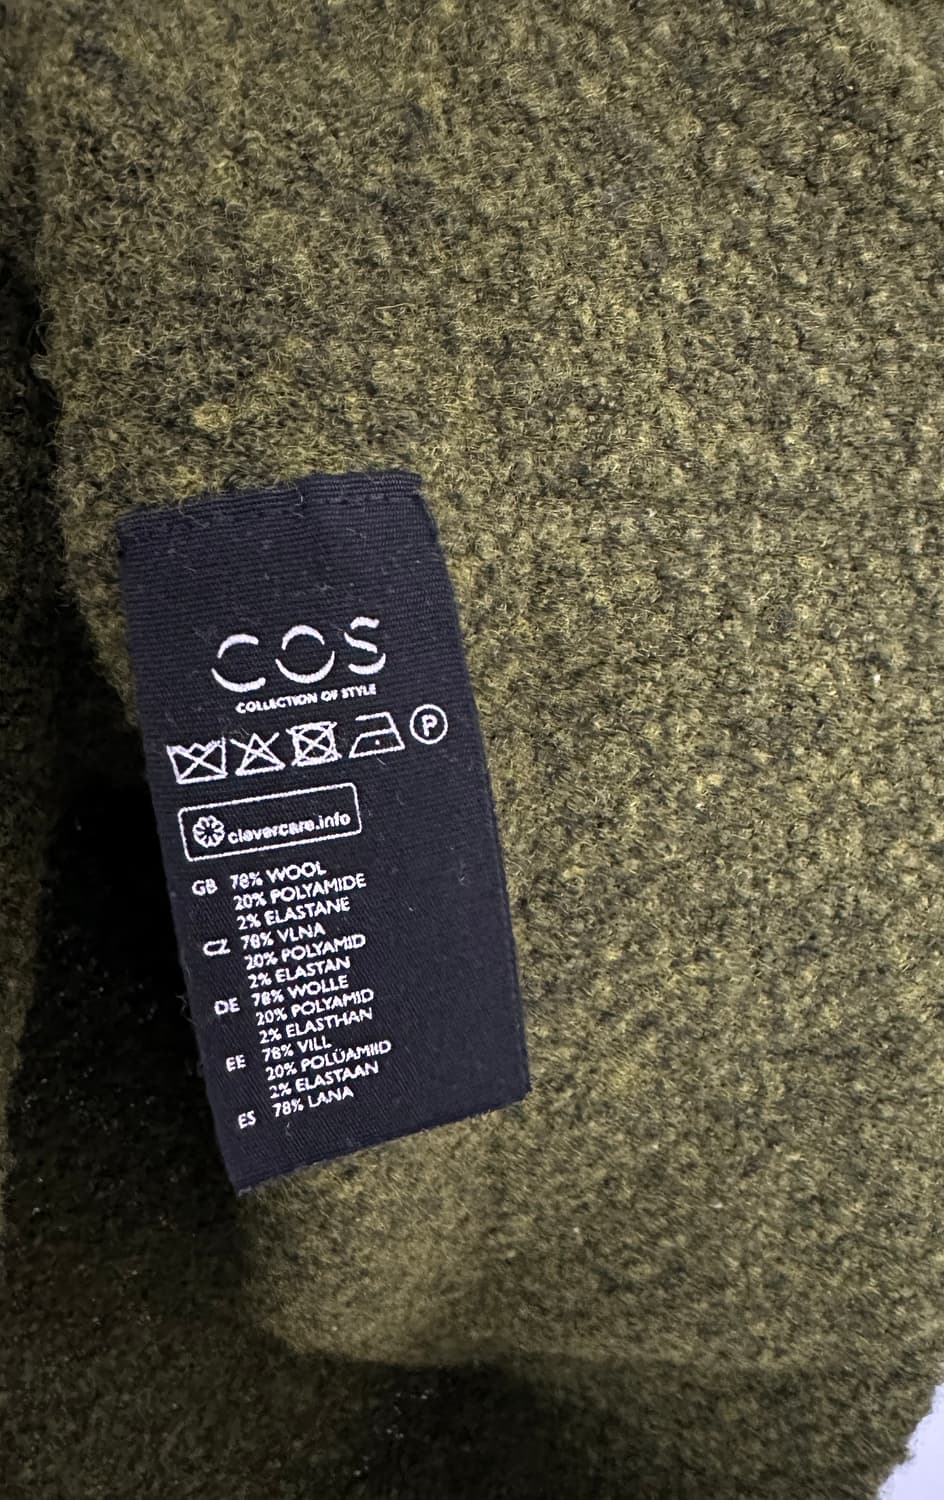 COS
COLLECTION OF STYLE
P
clevercare.info
GB 78% WOOL
20% POLYAMIDE
2% ELASTANE
CZ 78% VLNA
20% POLYAMID
2% ELASTAN
DE 78% WOLLE
20% POLYAMID
2% ELASTHAN
EE 78% VILL
20% POLÜAMIID
2% ELASTAAN
ES 78% LANA